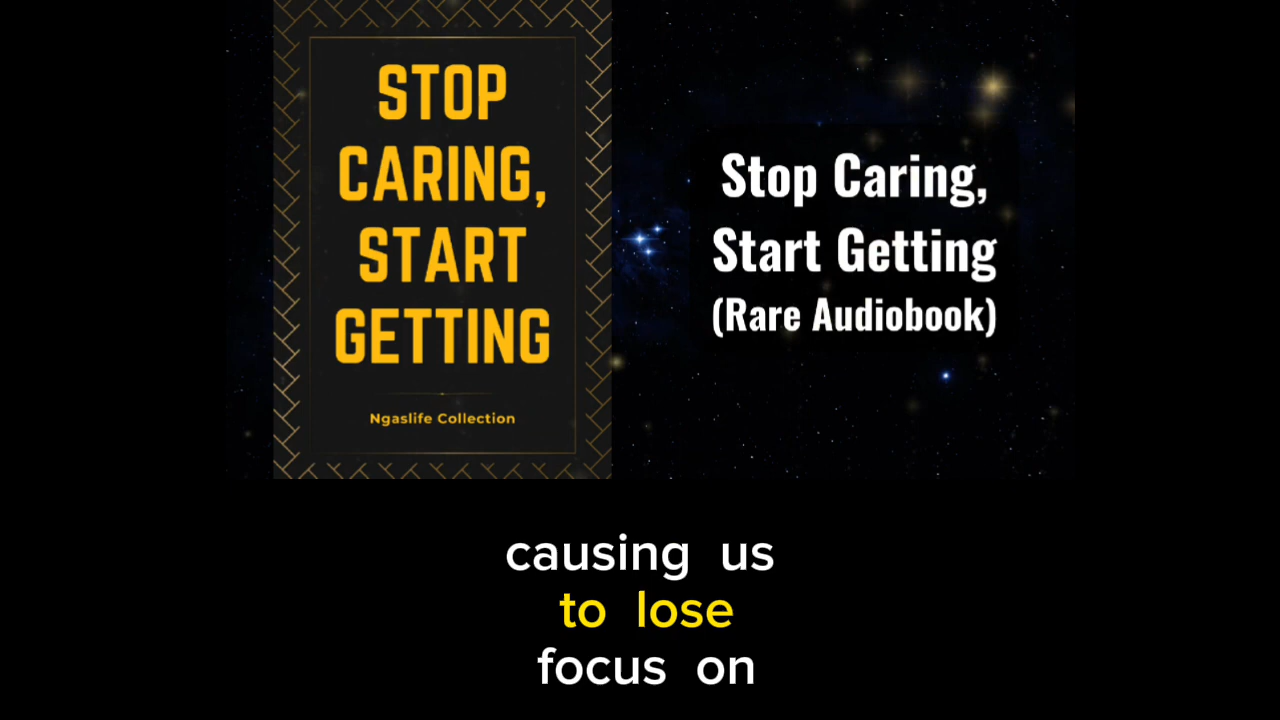 STOP
CARING,
START
GETTING
Ngaslife Collection
Stop Caring,
Start Getting
(Rare Audiobook)
causing us
to lose
focus on